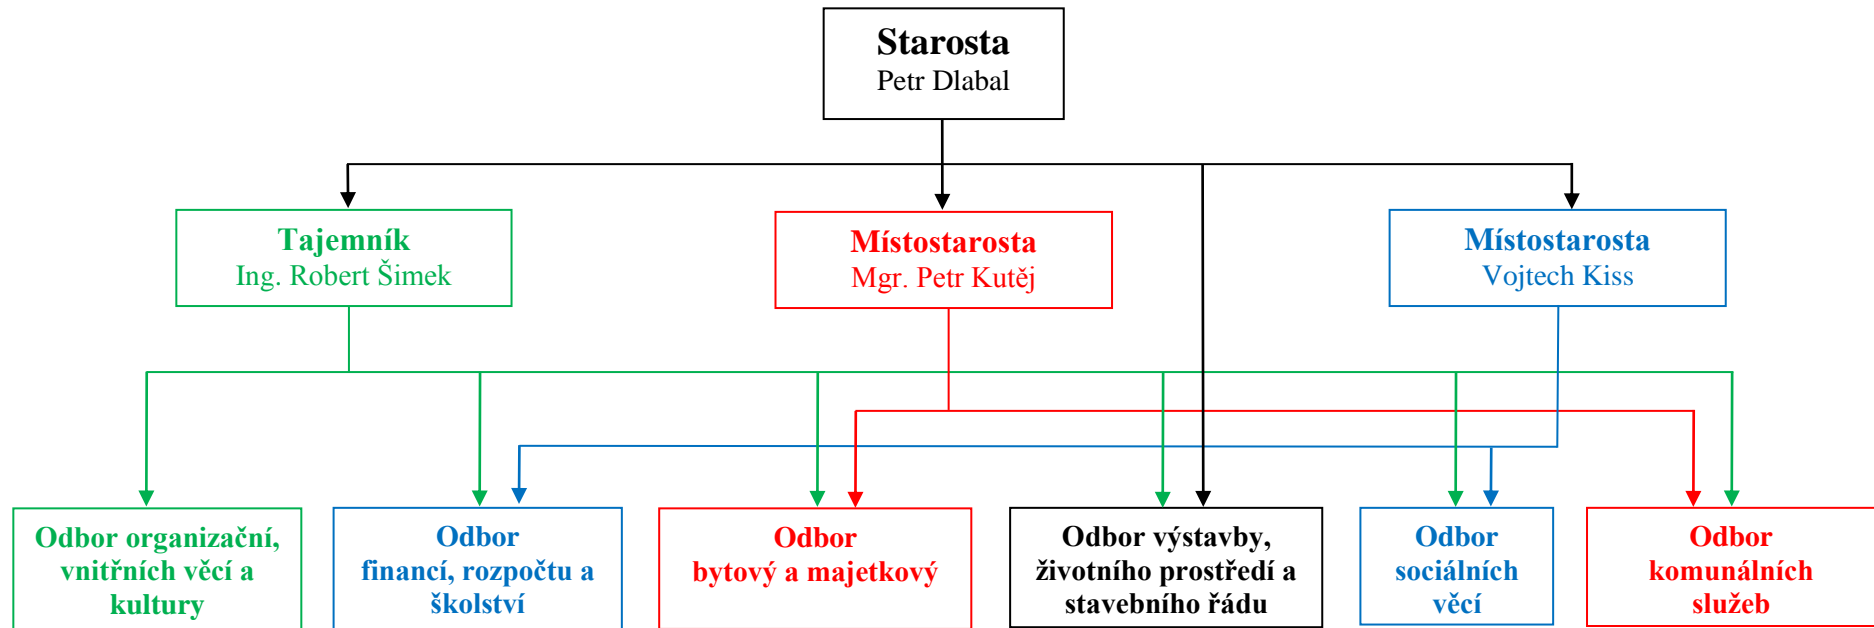 Starosta
Petr Dlabal
Tajemník
Ing. Robert Šimek
Místostarosta
Mgr. Petr Kutěj
Místostarosta
Vojtech Kiss
Odbor organizační,
vnitřních věcí a
kultury
Odbor
financí, rozpočtu a
školství
Odbor
bytový a majetkový
Odbor výstavby,
životního prostředí a
stavebního řádu
Odbor
sociálních
věcí
Odbor
komunálních
služeb